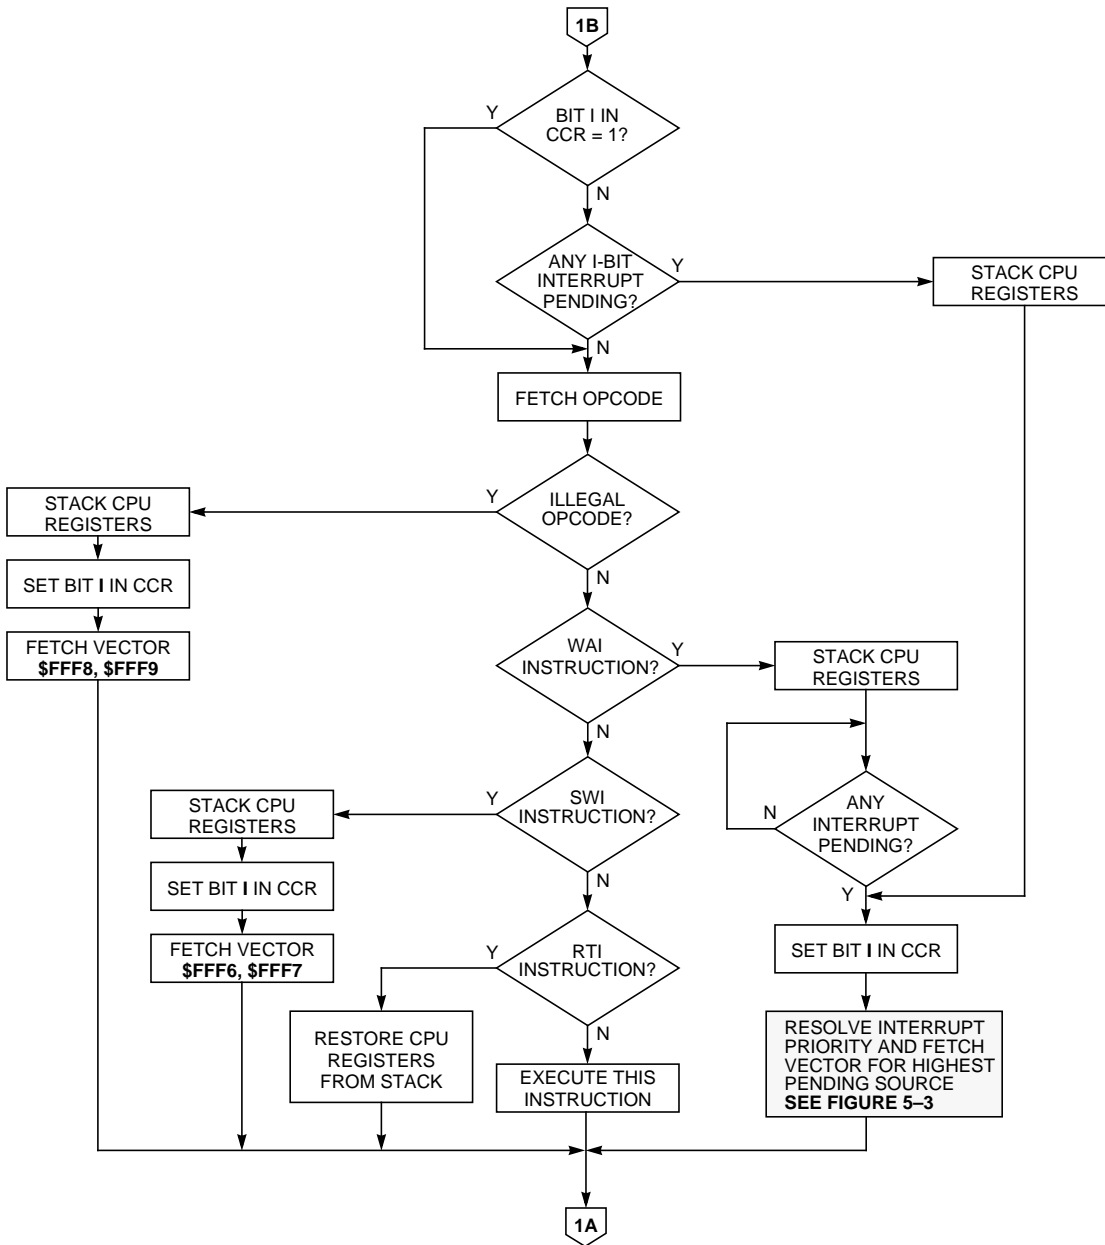 1B
Y
BIT I IN
CCR = 1?
N
ANY I-BIT
INTERRUPT
PENDING?
Y
STACK CPU
REGISTERS
N
FETCH OPCODE
STACK CPU
REGISTERS
Y
ILLEGAL
OPCODE?
N
SET BIT I IN CCR
FETCH VECTOR
$FFF8, $FFF9
WAI
INSTRUCTION?
Y
STACK CPU
REGISTERS
N
STACK CPU
REGISTERS
Y
SWI
INSTRUCTION?
N
ANY
INTERRUPT
PENDING?
N
Y
SET BIT I IN CCR
FETCH VECTOR
$FFF6, $FFF7
Y
RTI
INSTRUCTION?
N
SET BIT I IN CCR
RESTORE CPU
REGISTERS
FROM STACK
EXECUTE THIS
INSTRUCTION
RESOLVE INTERRUPT
PRIORITY AND FETCH
VECTOR FOR HIGHEST
PENDING SOURCE
SEE FIGURE 5–3
1A